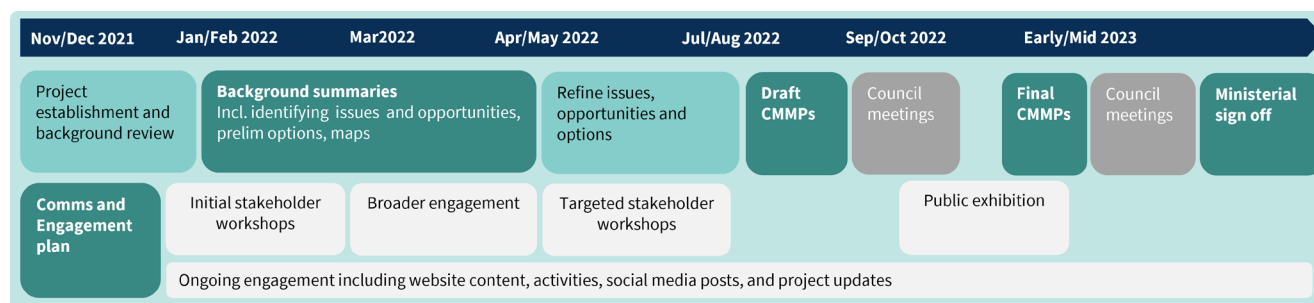 Nov/Dec 2021
Jan/Feb 2022
Mar2022
Apr/May 2022
Jul/Aug 2022
Sep/Oct 2022
Early/Mid 2023
Project
establishment and
background review
Background summaries
Incl. identifying issues and opportunities,
prelim options, maps
Refine issues,
opportunities and
options
Draft
CMMPs
Council
meetings
Final
CMMPs
Council
meetings
Ministerial
sign off
Comms and
Engagement
plan
Initial stakeholder
workshops
Broader engagement
Targeted stakeholder
workshops
Public exhibition
Ongoing engagement including website content, activities, social media posts, and project updates